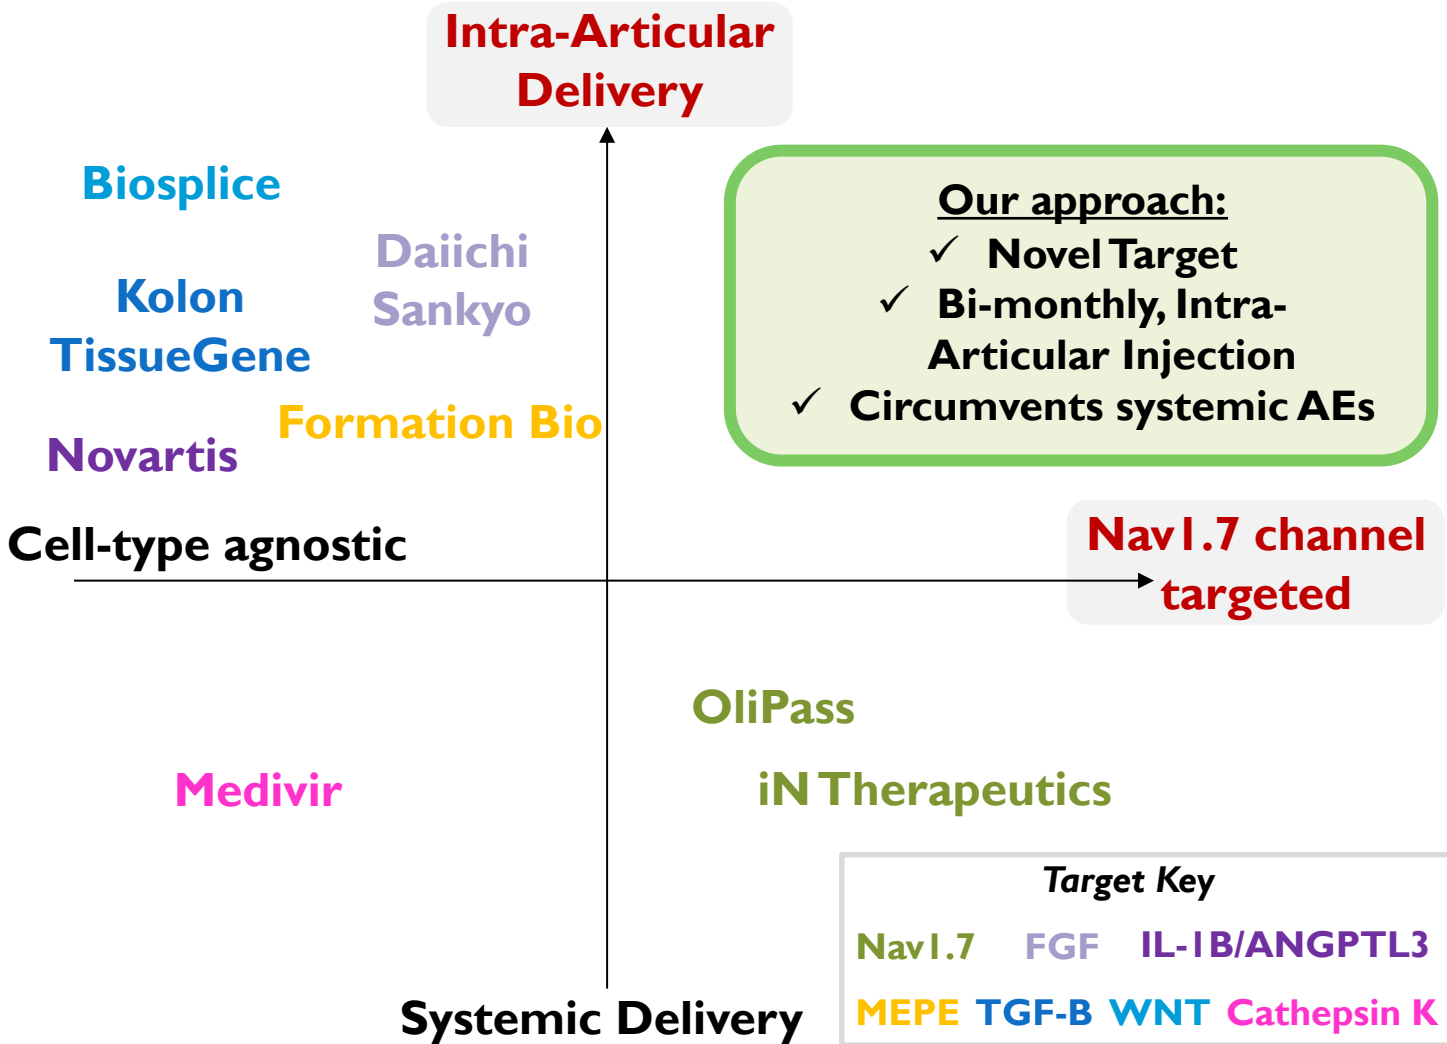 Intra-Articular
Delivery
Biosplice
Daiichi
Sankyo
Kolon
TissueGene
Formation Bio
Novartis
Our approach:
✓ Novel Target
✓ Bi-monthly, Intra-
Articular Injection
✓ Circumvents systemic AEs
Cell-type agnostic
Nav1.7 channel
targeted
OliPass
Medivir
iN Therapeutics
Target Key
Nav1.7 FGF IL-1B/ANGPTL3
MEPE TGF-B WNT Cathepsin K
Systemic Delivery